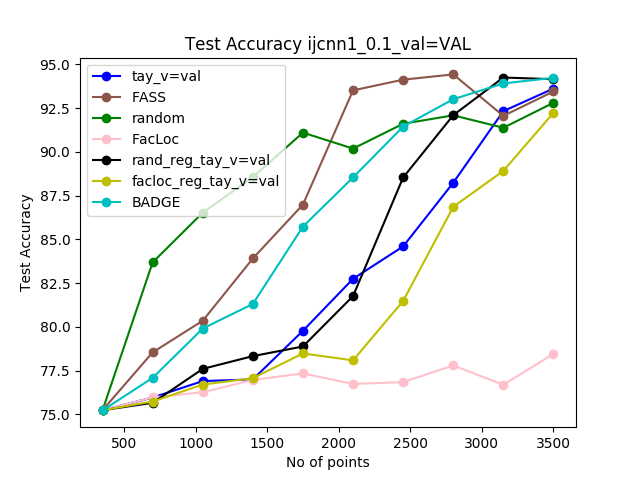 Test Accuracy ijcnn1_0.1_val=VAL
Test Accuracy
95.0
92.5
90.0
87.5
85.0
82.5
80.0
77.5
75.0
tay_v=val
FASS
random
FacLoc
rand_reg_tay_v=val
facloc_reg_tay_v=val
BADGE
500
1000
1500
2000
2500
3000
3500
No of points